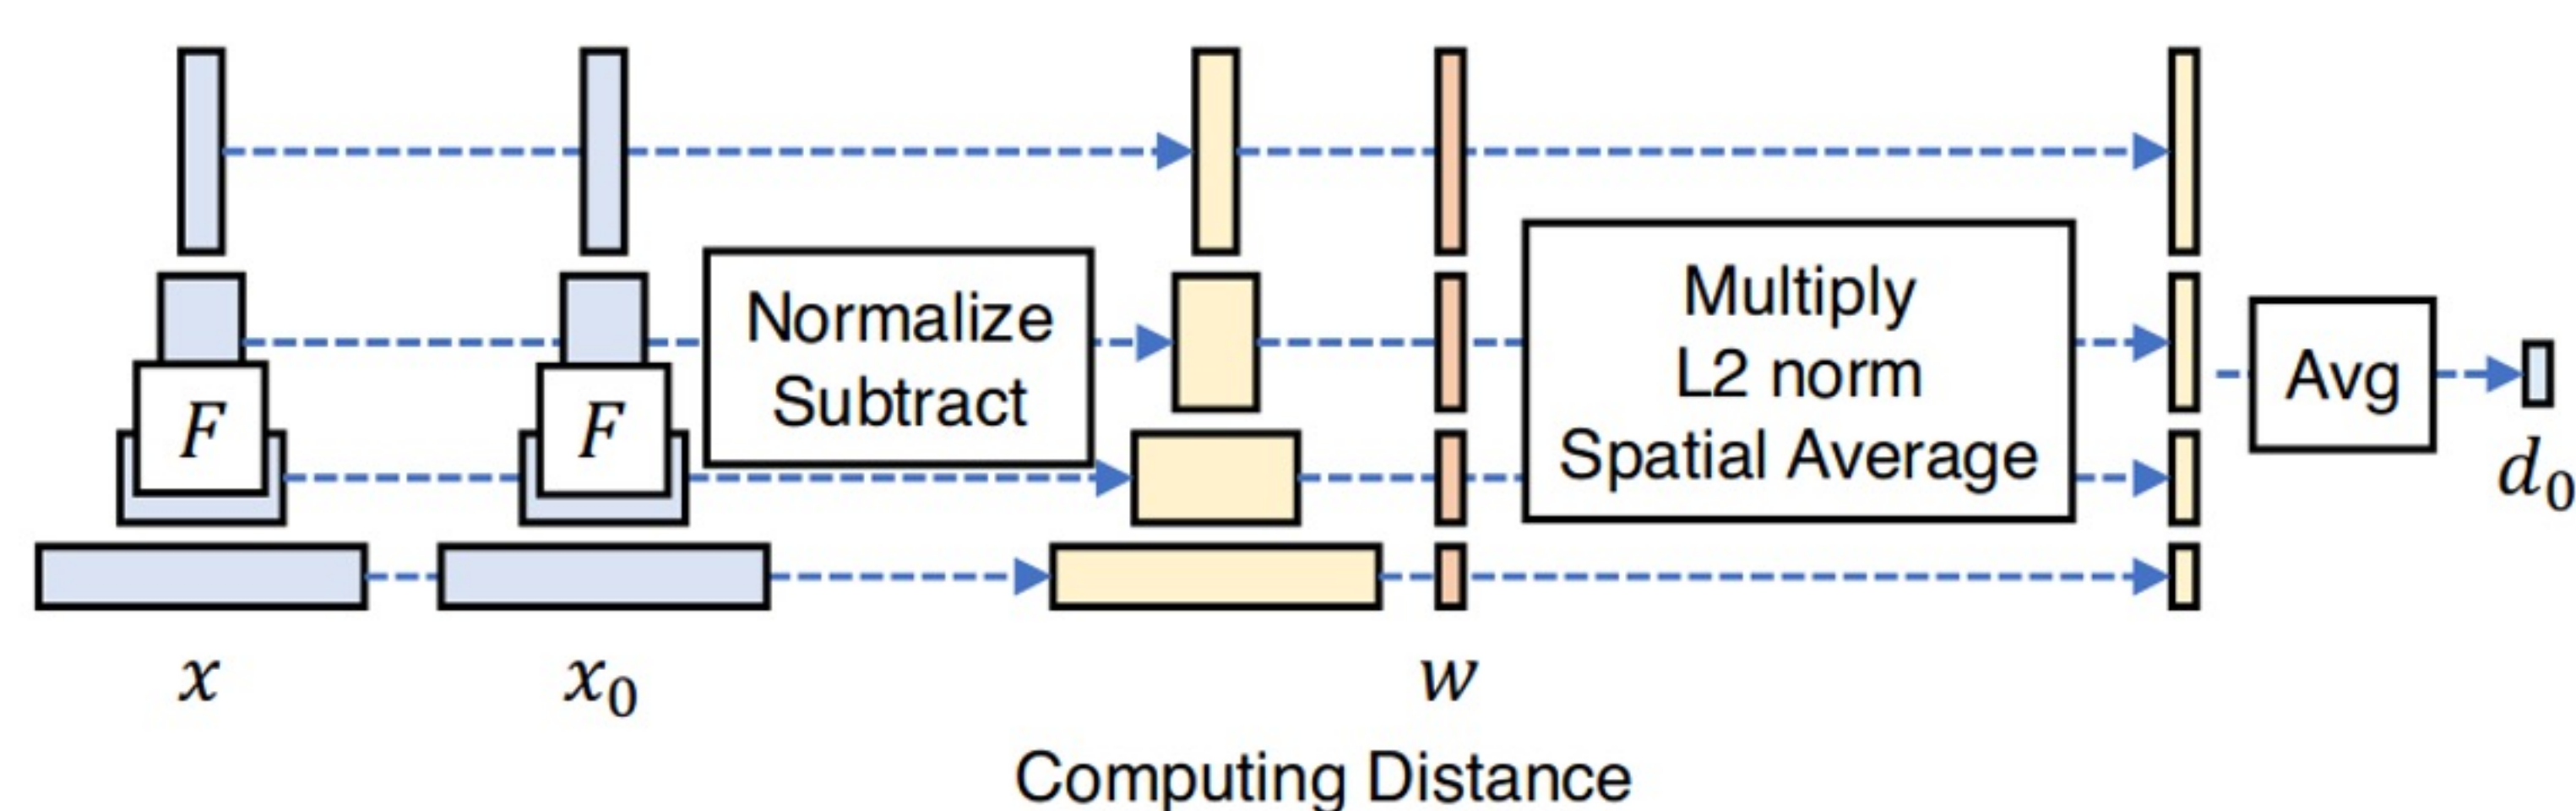 F
F
Normalize
Subtract
Multiply
L2 norm
Spatial Average
Avg
d₀
x
x₀
w
Computing Distance